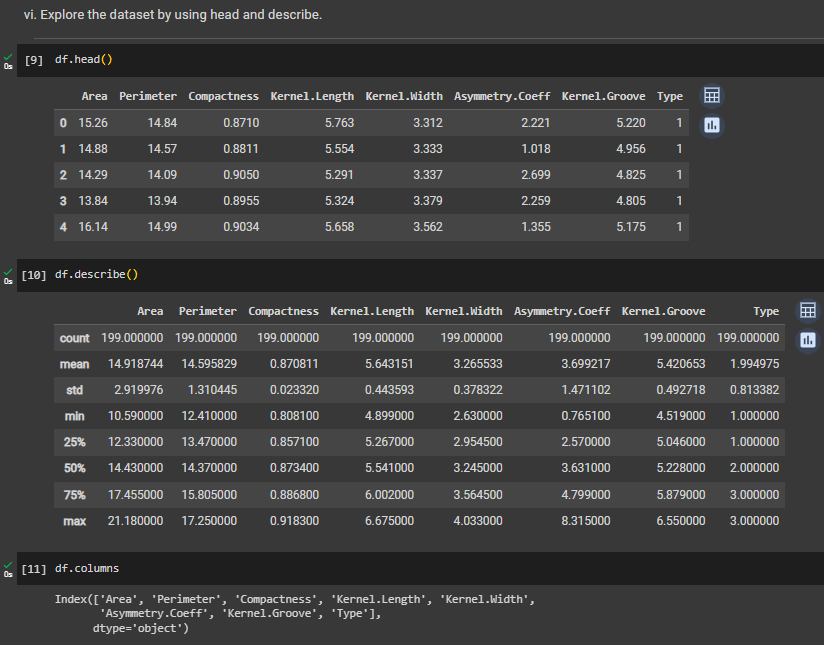 vi. Explore the dataset by using head and describe.
[9] df.head()
0s
Area Perimeter Compactness Kernel.Length Kernel.Width Asymmetry.Coeff Kernel.Groove Type
0 15.26 14.84 0.8710 5.763 3.312 2.221 5.220 1
1 14.88 14.57 0.8811 5.554 3.333 1.018 4.956 1
2 14.29 14.09 0.9050 5.291 3.337 2.699 4.825 1
3 13.84 13.94 0.8955 5.324 3.379 2.259 4.805 1
4 16.14 14.99 0.9034 5.658 3.562 1.355 5.175 1
[10] df.describe()
0s
Area Perimeter Compactness Kernel.Length Kernel.Width Asymmetry.Coeff Kernel.Groove Type
count 199.000000 199.000000 199.000000 199.000000 199.000000 199.000000 199.000000 199.000000
mean 14.918744 14.595829 0.870811 5.643151 3.265533 3.699217 5.420653 1.994975
std 2.919976 1.310445 0.023320 0.443593 0.378322 1.471102 0.492718 0.813382
min 10.590000 12.410000 0.808100 4.899000 2.630000 0.765100 4.519000 1.000000
25% 12.330000 13.470000 0.857100 5.267000 2.954500 2.570000 5.046000 1.000000
50% 14.430000 14.370000 0.873400 5.541000 3.245000 3.631000 5.228000 2.000000
75% 17.455000 15.805000 0.886800 6.002000 3.564500 4.799000 5.879000 3.000000
max 21.180000 17.250000 0.918300 6.675000 4.033000 8.315000 6.550000 3.000000
[11] df.columns
0s
Index(['Area', 'Perimeter', 'Compactness', 'Kernel.Length', 'Kernel.Width',
'Asymmetry.Coeff', 'Kernel.Groove', 'Type'],
dtype='object')